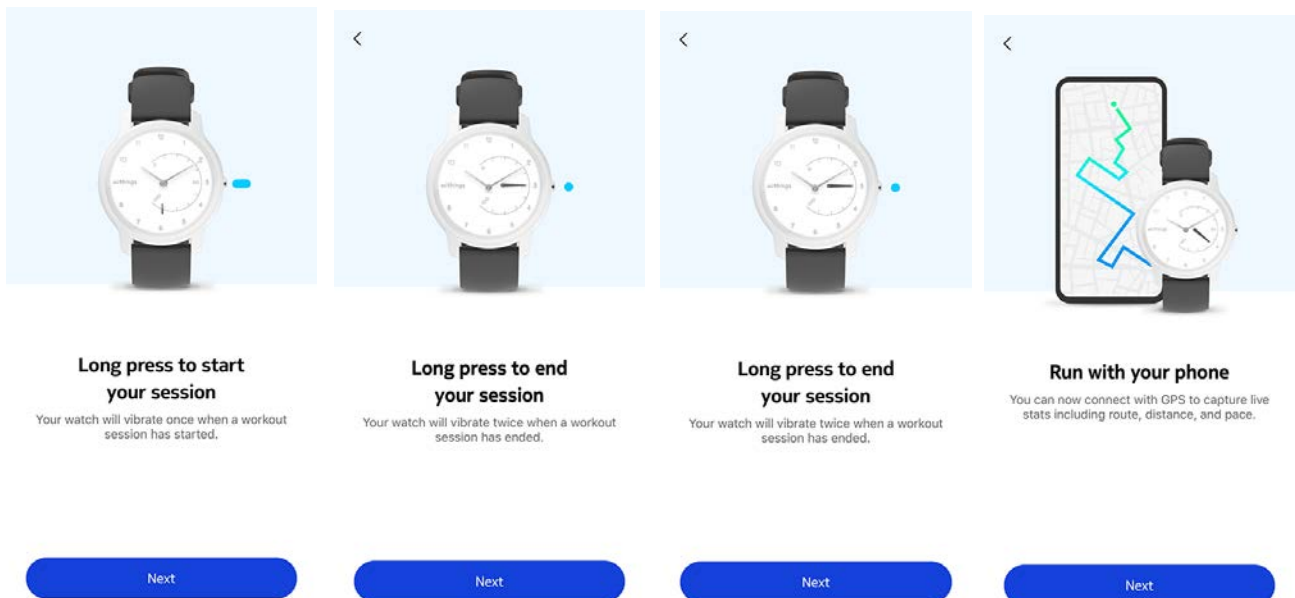 Long press to start
your session
Your watch will vibrate once when a workout
session has started.
Next
Long press to end
your session
Your watch will vibrate twice when a workout
session has ended.
Next
Long press to end
your session
Your watch will vibrate twice when a workout
session has ended.
Next
Run with your phone
You can now connect with GPS to capture live
stats including route, distance, and pace.
Next